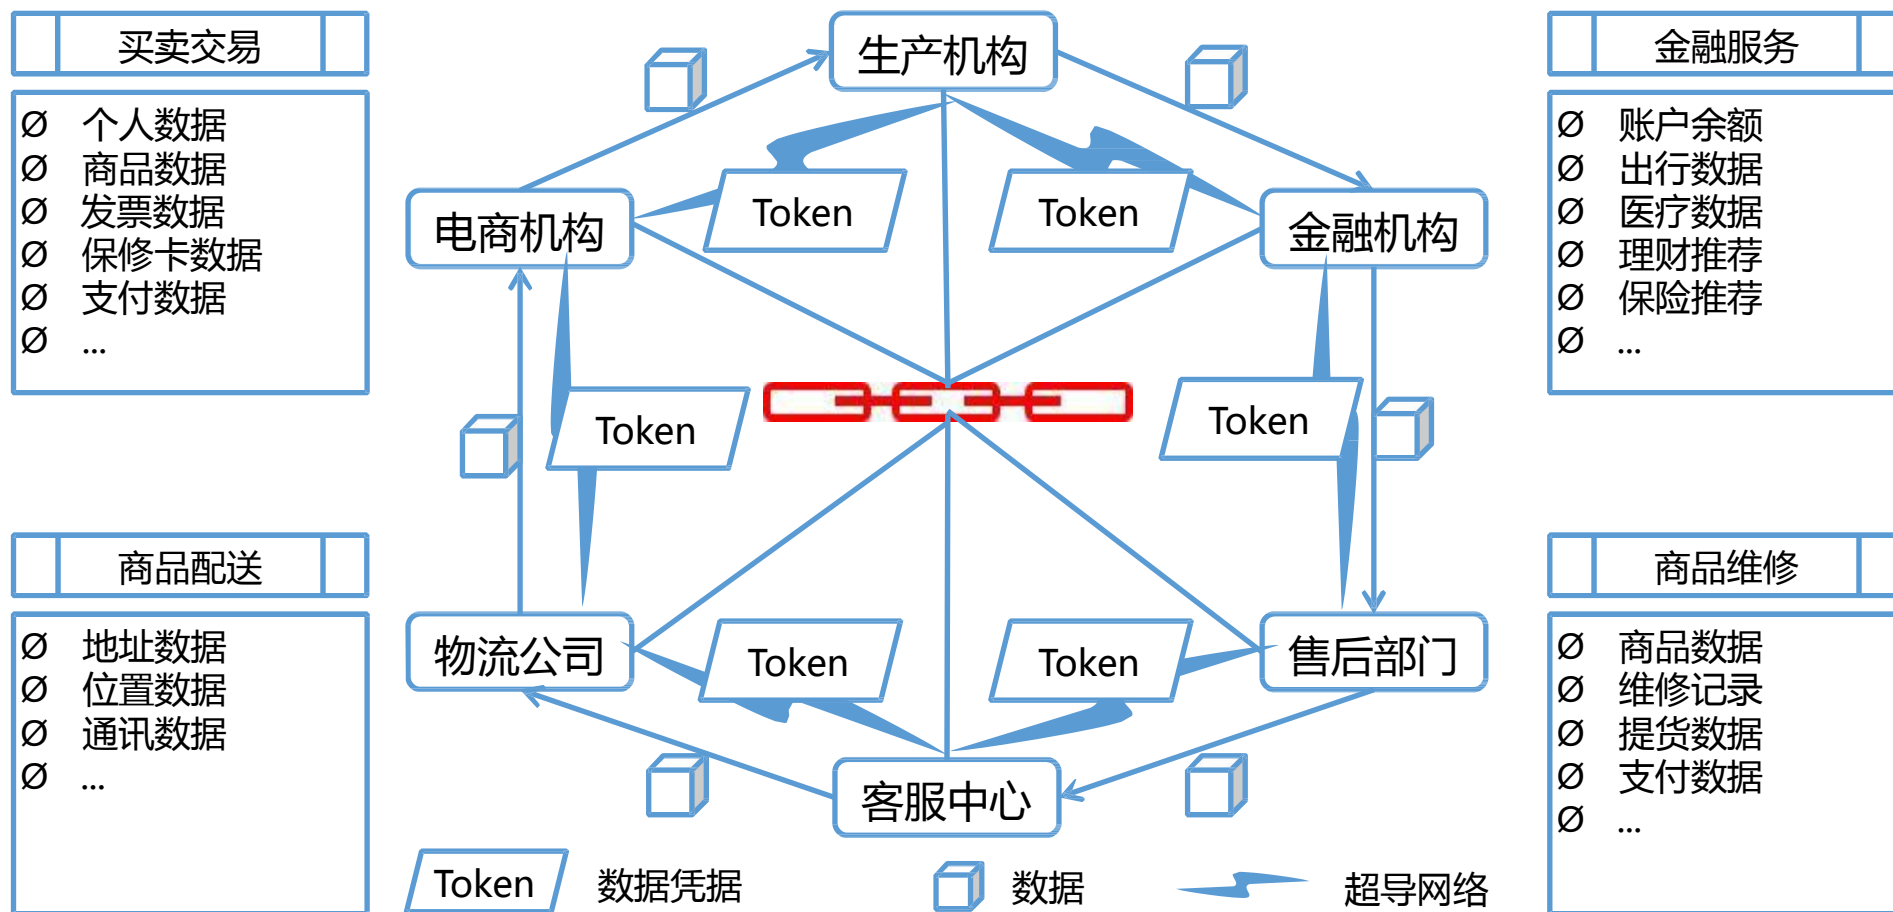 买卖交易
Ø 个人数据
Ø 商品数据
Ø 发票数据
Ø 保修卡数据
Ø 支付数据
Ø ...
商品配送
Ø 地址数据
Ø 位置数据
Ø 通讯数据
Ø ...
生产机构
Token
Token
电商机构
金融机构
Token
Token
物流公司
Token
Token
售后部门
客服中心
Token 数据凭据
数据
超导网络
金融服务
Ø 账户余额
Ø 出行数据
Ø 医疗数据
Ø 理财推荐
Ø 保险推荐
Ø ...
商品维修
Ø 商品数据
Ø 维修记录
Ø 提货数据
Ø 支付数据
Ø ...